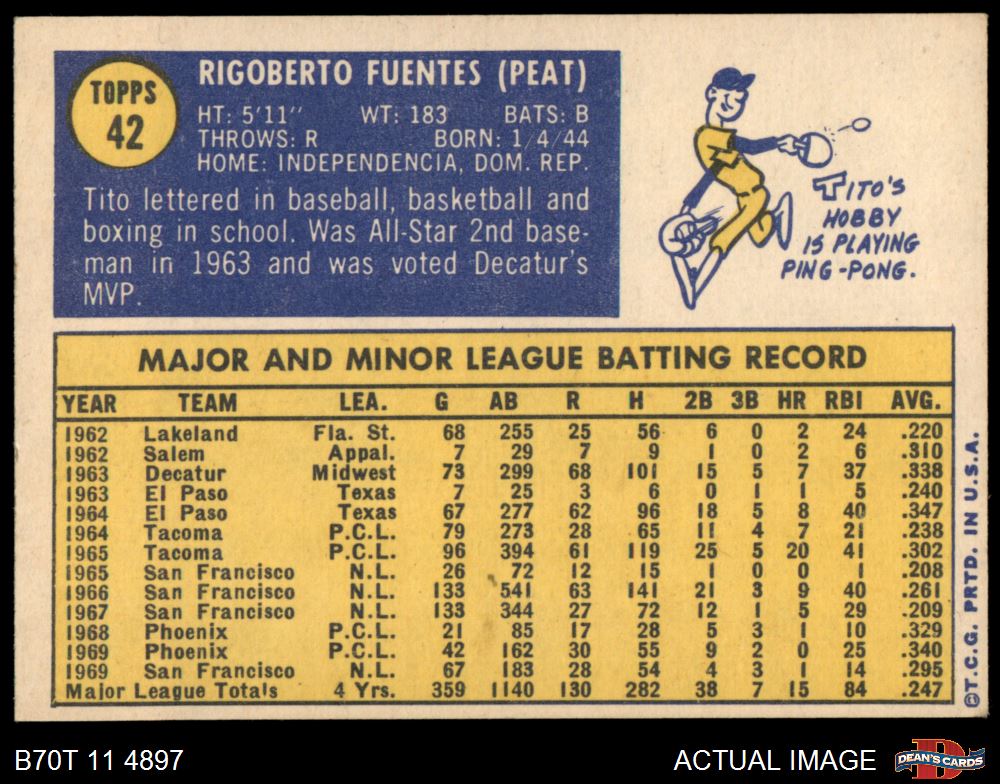 TOPPS
42
RIGOBERTO FUENTES (PEAT)
HT: 5'11" WT: 183 BATS: B
THROWS: R BORN: 1/4/44
HOME: INDEPENDENCIA, DOM. REP.
Tito lettered in baseball, basketball and
boxing in school. Was All-Star 2nd base-
man in 1963 and was voted Decatur's
MVP.
TITO'S
HOBBY
IS PLAYING
PING-PONG.
MAJOR AND MINOR LEAGUE BATTING RECORD
YEAR TEAM LEA. G AB R H 2B 3B HR RBI AVG.
1962 Lakeland Fla. St. 68 255 25 56 6 0 2 24 .220
1962 Salem Appal. 7 29 7 9 1 0 2 6 .310
1963 Decatur Midwest 73 299 68 101 15 5 7 37 .338
1963 El Paso Texas 7 25 3 6 0 1 1 5 .240
1964 El Paso Texas 67 277 62 96 18 5 8 40 .347
1964 Tacoma P.C.L. 79 273 28 65 11 4 7 21 .238
1965 Tacoma P.C.L. 96 394 61 119 25 5 20 41 .302
1965 San Francisco N.L. 26 72 12 15 1 0 0 1 .208
1966 San Francisco N.L. 133 541 63 141 21 3 9 40 .261
1967 San Francisco N.L. 133 344 27 72 12 1 5 29 .209
1968 Phoenix P.C.L. 21 85 17 28 5 3 1 10 .329
1969 Phoenix P.C.L. 42 162 30 55 9 2 0 25 .340
1969 San Francisco N.L. 67 183 28 54 4 3 1 14 .295
Major League Totals 4 Yrs. 359 1140 130 282 38 7 15 84 .247
©T.C.G. PRTD. IN U.S.A.
B70T 11 4897
ACTUAL IMAGE
DEAN'S CARDS